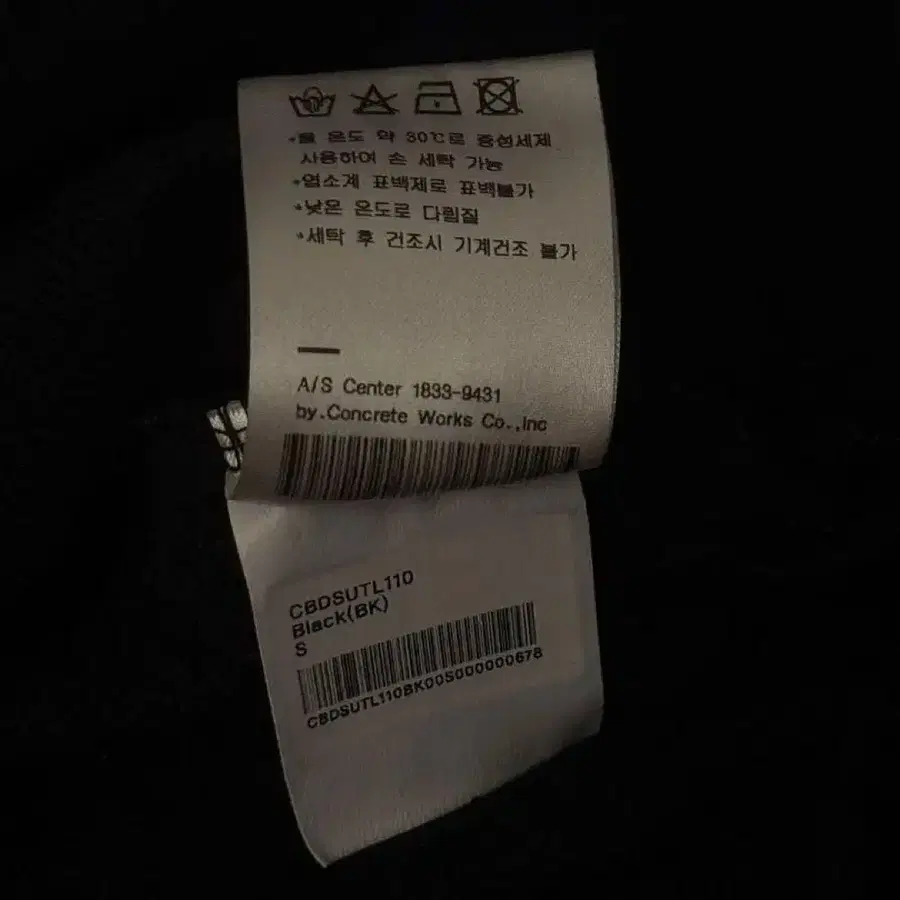 *물 온도 약 30℃로 중성세제
사용하여 손 세탁 가능
*염소계 표백제로 표백불가
*낮은 온도로 다림질
*세탁 후 건조시 기계건조 불가
A/S Center 1833-9431
by.Concrete Works Co.,Inc
CBDSUTL110
Black(BK)
S
CBDSUTL110BK00S000000678